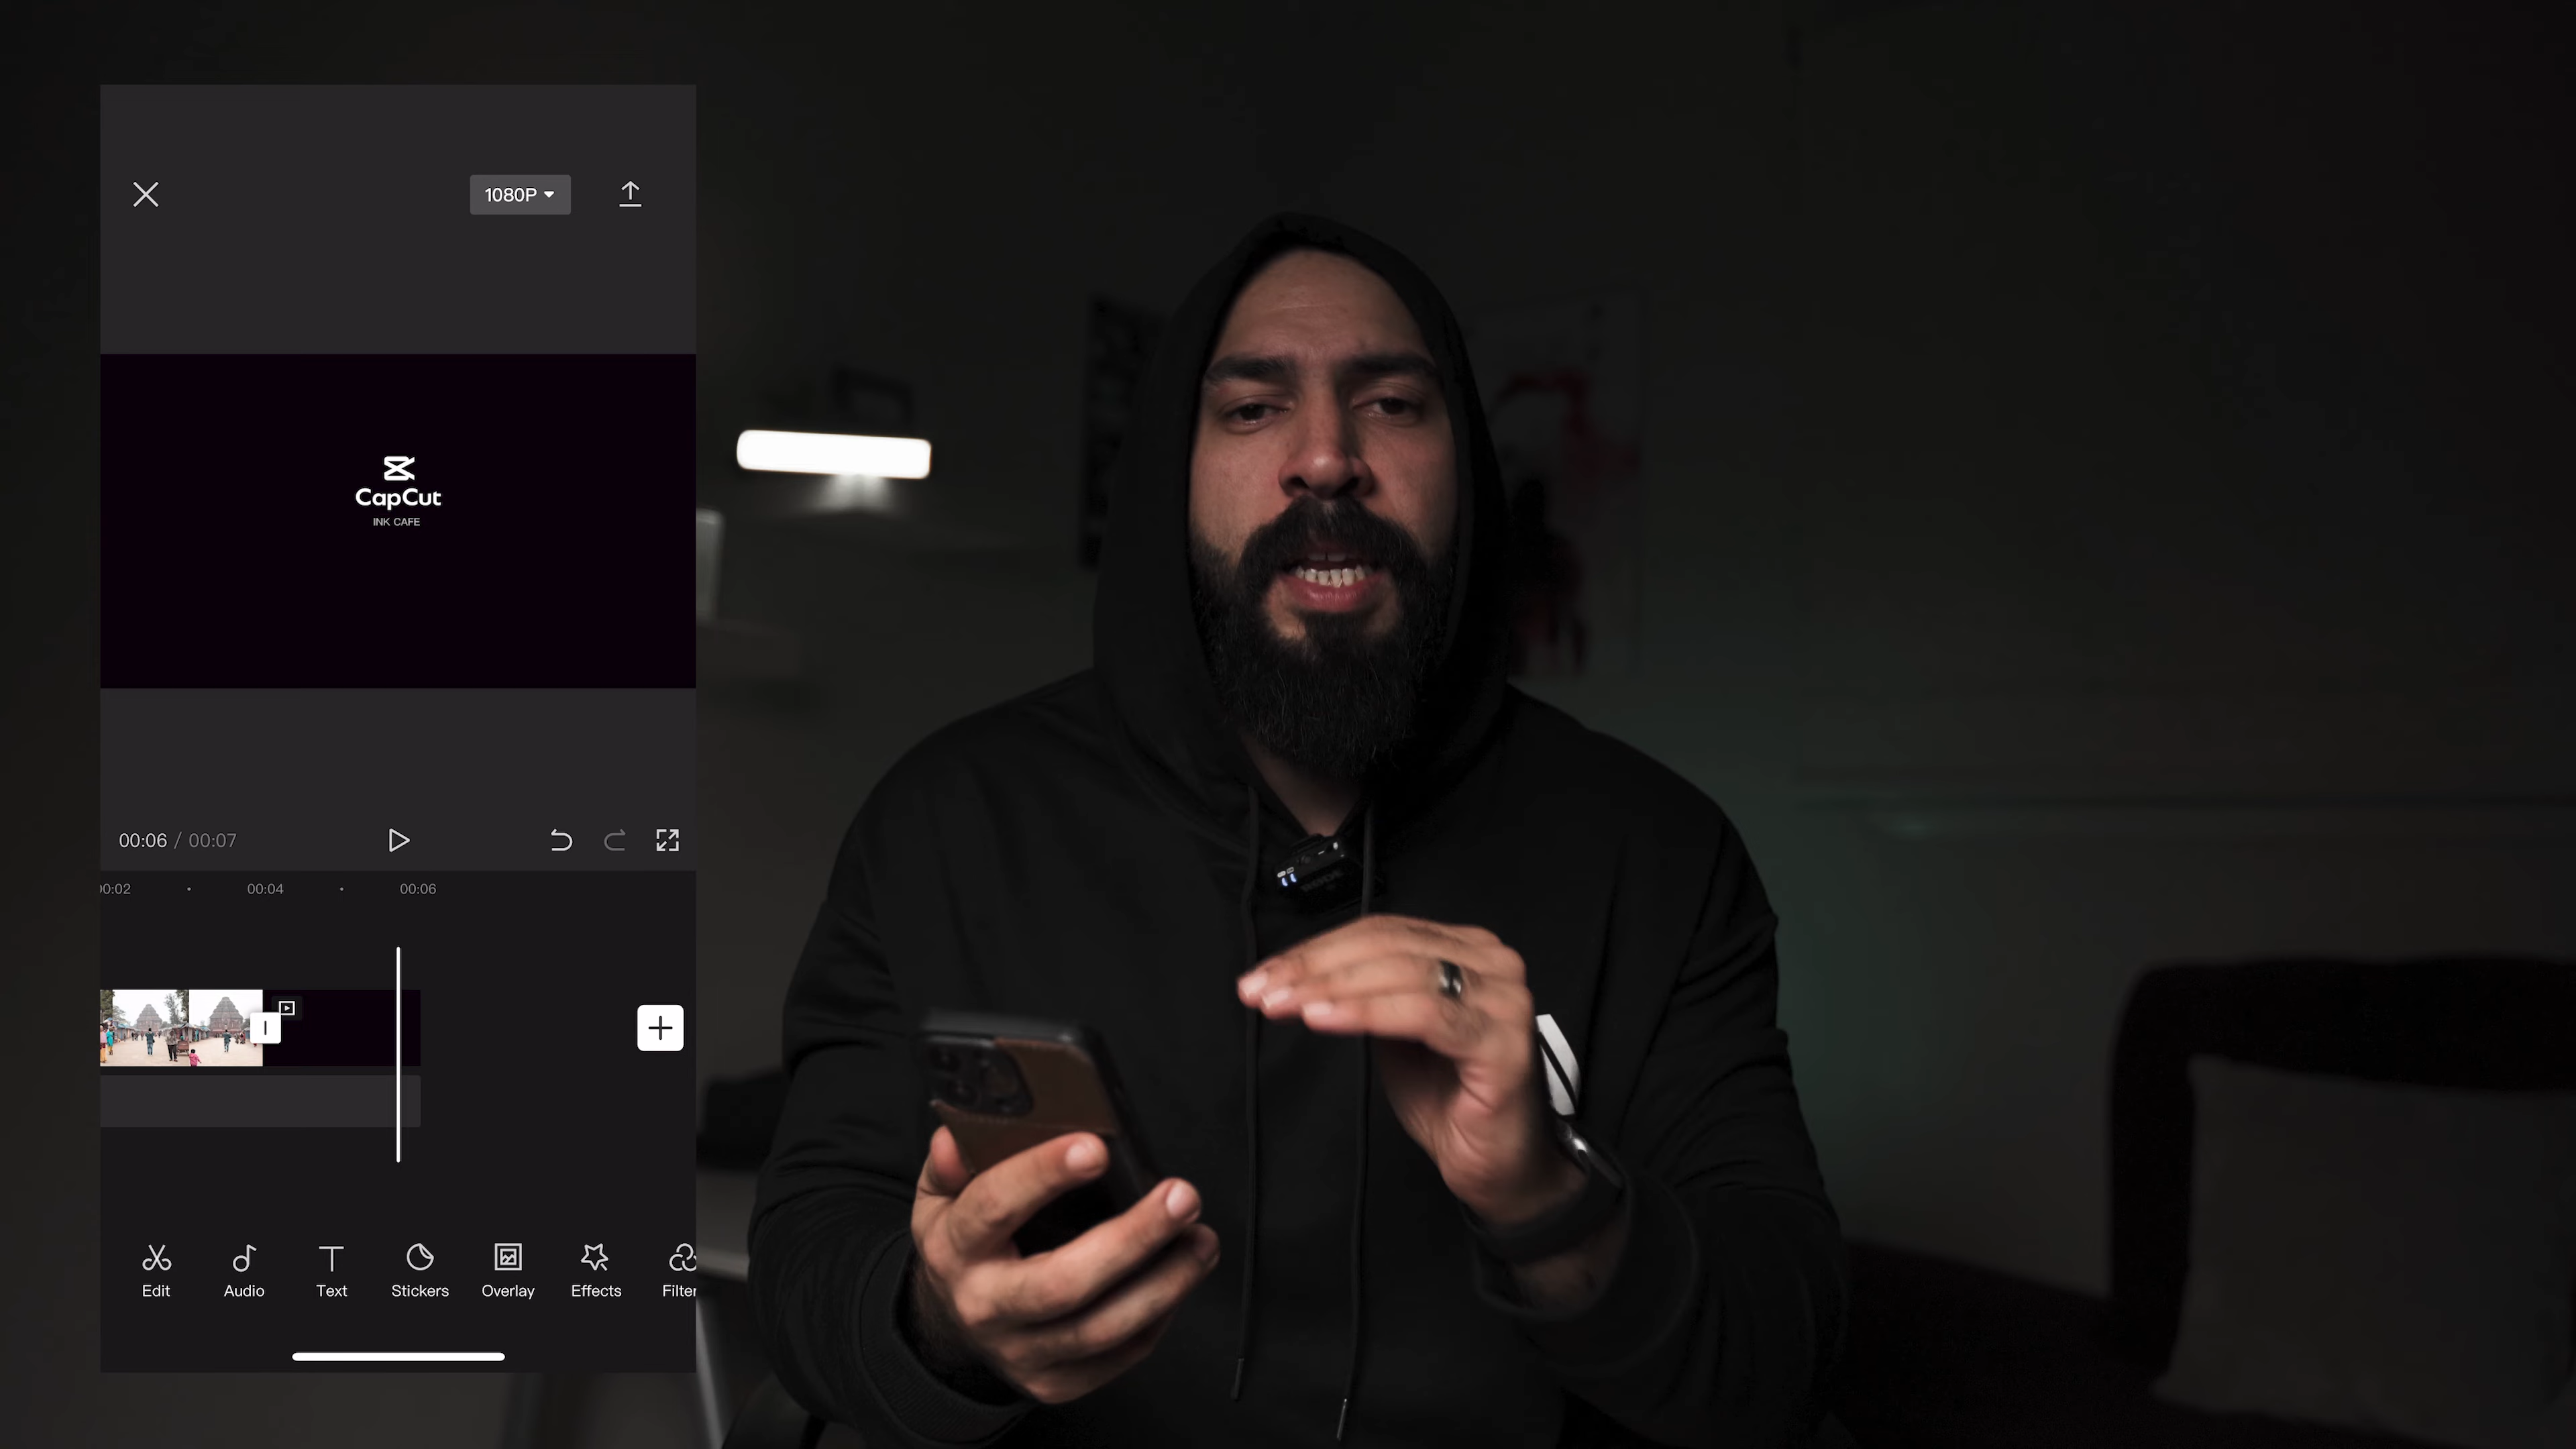 1080P
CapCut
INK CAFE
00:06 / 00:07
00:02
00:04
00:06
Edit
Audio
Text
Stickers
Overlay
Effects
Filter